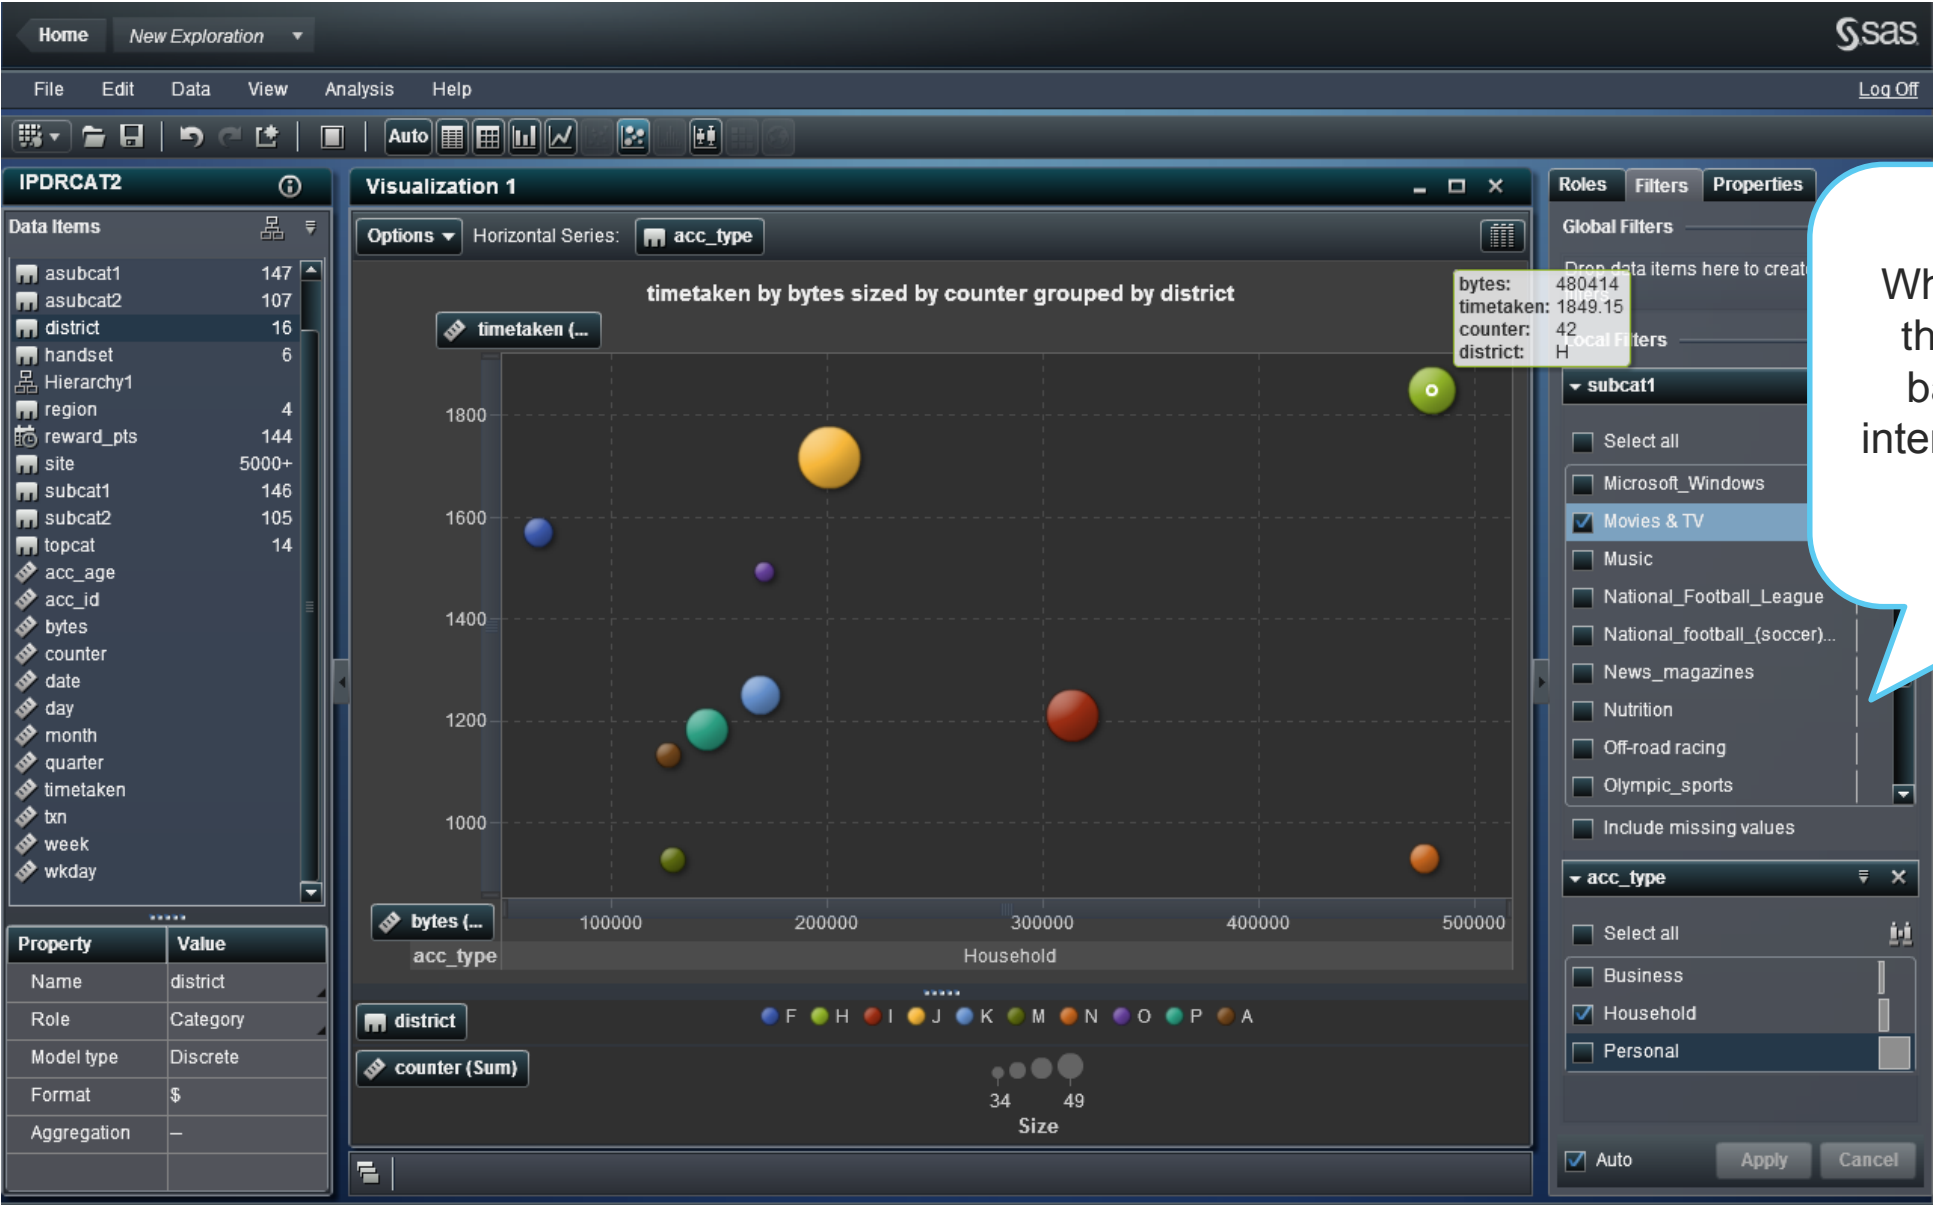 Home New Exploration
sas
File Edit Data View Analysis Help
Log Off
Auto
IPDRCAT2
Data Items
asubcat1 147
asubcat2 107
district 16
handset 6
Hierarchy1
region 4
reward_pts 144
site 5000+
subcat1 146
subcat2 105
topcat 14
acc_age
acc_id
bytes
counter
date
day
month
quarter
timetaken
txn
week
wkday
Property Value
Name district
Role Category
Model type Discrete
Format $
Aggregation –
Visualization 1
Options Horizontal Series: acc_type
timetaken by bytes sized by counter grouped by district
timetaken (...
bytes: 480414
timetaken: 1849.15
counter: 42
district: H
1800
1600
1400
1200
1000
bytes (... 100000 200000 300000 400000 500000
acc_type Household
district F H I J K M N O P A
counter (Sum)
34 49
Size
Roles Filters Properties
Global Filters
Drop data items here to creat
Local Filters
subcat1
Select all
Microsoft_Windows
Movies & TV
Music
National_Football_League
National_football_(soccer)...
News_magazines
Nutrition
Off-road racing
Olympic_sports
Include missing values
acc_type
Select all
Business
Household
Personal
Auto Apply Cancel
Wh
th
ba
inter